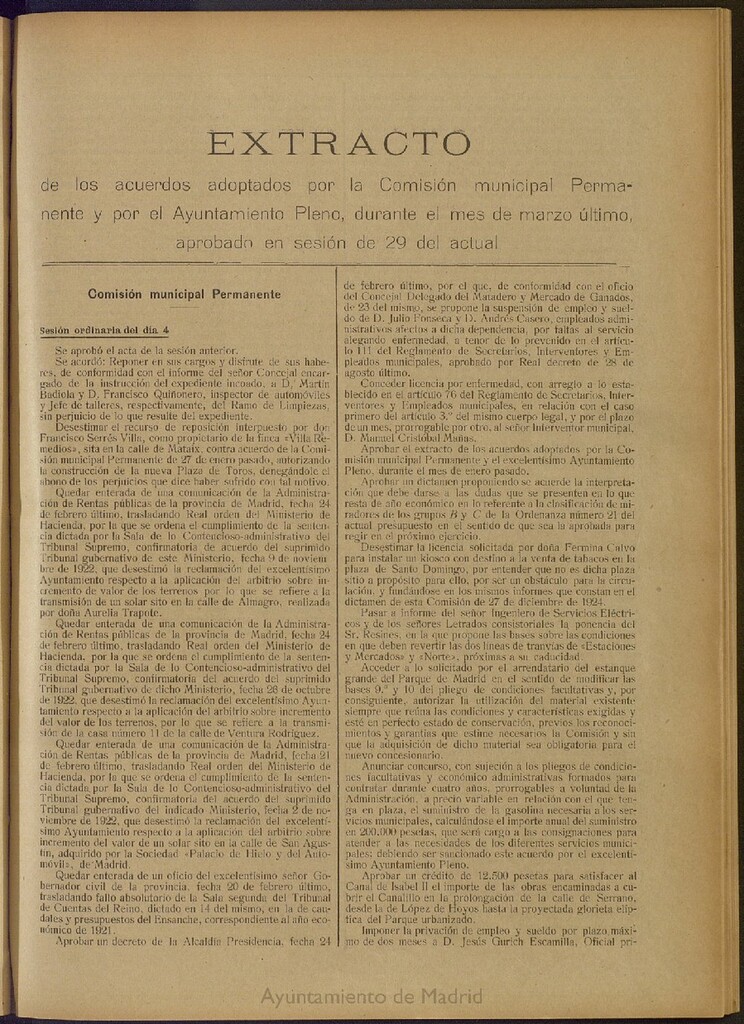 EXTRACTO
de los acuerdos adoptados por la Comisión municipal Perma-
nente y por el Ayuntamiento Pleno, durante el mes de marzo último,
aprobado en sesión de 29 del actual
Comisión municipal Permanente
Sesión ordinaria del día 4
Se aprobó el acta de la sesión anterior.
Se acordó: Reponer en sus cargos y disfrute de sus habe-
res, de conformidad con el informe del señor Concejal encar-
gado de la instrucción del expediente incoado, a D. Martín
Badiola y D. Francisco Quiñonero, inspector de automóviles
y Jefe de talleres, respectivamente, del Ramo de Limpiezas,
sin perjuicio de lo que resulte del expediente.
Desestimar el recurso de reposición interpuesto por don
Francisco Serrés Villa, como propietario de la finca «Villa Re-
medios», sita en la calle de Mataix, contra acuerdo de la Comi-
sión municipal Permanente de 27 de enero pasado, autorizando
la construcción de la nueva Plaza de Toros, denegándole el
abono de los perjuicios que dice haber sufrido con tal motivo.
Quedar enterada de una comunicación de la Administra-
ción de Rentas públicas de la provincia de Madrid, fecha 24
de febrero último, trasladando Real orden del Ministerio de
Hacienda, por la que se ordena el cumplimiento de la senten-
cia dictada por la Sala de lo Contencioso-administrativo del
Tribunal Supremo, confirmatoria de acuerdo del suprimido
Tribunal gubernativo de este Ministerio, fecha 9 de noviem-
bre de 1922, que desestimó la reclamación del excelentísimo
Ayuntamiento respecto a la aplicación del arbitrio sobre in-
cremento de valor de los terrenos por lo que se refiere a la
transmisión de un solar sito en la calle de Almagro, realizada
por doña Aurelia Trapote.
Quedar enterada de una comunicación de la Administra-
ción de Rentas públicas de la provincia de Madrid, fecha 24
de febrero último, trasladando Real orden del Ministerio de
Hacienda, por la que se ordena el cumplimiento de la senten-
cia dictada por la Sala de lo Contencioso-administrativo del
Tribunal Supremo, confirmatoria del acuerdo del suprimido
Tribunal gubernativo de dicho Ministerio, fecha 26 de octubre
de 1922, que desestimó la reclamación del excelentísimo Ayun-
tamiento respecto a la aplicación del arbitrio sobre incremento
del valor de los terrenos, por lo que se refiere a la transmi-
sión de la casa número 11 de la calle de Ventura Rodríguez.
Quedar enterada de una comunicación de la Administra-
ción de Rentas públicas de la provincia de Madrid, fecha 21
de febrero último, trasladando Real orden del Ministerio de
Hacienda, por la que se ordena el cumplimiento de la senten-
cia dictada por la Sala de lo Contencioso-administrativo del
Tribunal Supremo, confirmatoria del acuerdo del suprimido
Tribunal gubernativo del indicado Ministerio, fecha 2 de no-
viembre de 1922, que desestimó la reclamación del excelentí-
simo Ayuntamiento respecto a la aplicación del arbitrio sobre
incremento del valor de un solar sito en la calle de San Agus-
tín, adquirido por la Sociedad «Palacio de Hielo y del Auto-
móvil», de Madrid.
Quedar enterada de un oficio del excelentísimo señor Go-
bernador civil de la provincia, fecha 20 de febrero último,
trasladando fallo absolutorio de la Sala segunda del Tribunal
de Cuentas del Reino, dictado en 14 del mismo, en la de cau-
dales y presupuestos del Ensanche, correspondiente al año eco-
nómico de 1921.
Aprobar un decreto de la Alcaldía Presidencia, fecha 24
de febrero último, por el que, de conformidad con el oficio
del Concejal Delegado del Matadero y Mercado de Ganados,
de 23 del mismo, se propone la suspensión de empleo y suel-
do de D. Julio Fonseca y D. Andrés Casero, empleados admi-
nistrativos afectos a dicha dependencia, por faltas al servicio
alegando enfermedad, a tenor de lo prevenido en el artícu-
lo 111 del Reglamento de Secretarios, Interventores y Em-
pleados municipales, aprobado por Real decreto de 23 de
agosto último.
Conceder licencia por enfermedad, con arreglo a lo esta-
blecido en el artículo 76 del Reglamento de Secretarios, Inter-
ventores y Empleados municipales, en relación con el caso
primero del artículo 3.º del mismo cuerpo legal, y por el plazo
de un mes, prorrogable por otro, al señor Interventor municipal,
D. Manuel Cristóbal Mañas.
Aprobar el extracto de los acuerdos adoptados por la Co-
misión municipal Permanente y el excelentísimo Ayuntamiento
Pleno, durante el mes de enero pasado.
Aprobar un dictamen proponiendo se acuerde la interpreta-
ción que debe darse a las dudas que se presenten en lo que
resta de año económico en lo referente a la clasificación de mi-
radores de los grupos B y C de la Ordenanza número 21 del
actual presupuesto en el sentido de que sea la aprobada para
regir en el próximo ejercicio.
Desestimar la licencia solicitada por doña Fermina Calvo
para instalar un kiosco con destino a la venta de tabacos en la
plaza de Santo Domingo, por entender que no es dicha plaza
sitio a propósito para ello, por ser un obstáculo para la circu-
lación, y fundándose en los mismos informes que constan en el
dictamen de esta Comisión de 27 de diciembre de 1924.
Pasar a informe del señor Ingeniero de Servicios Eléctri-
cos y de los señores Letrados consistoriales la ponencia del
Sr. Resines, en la que propone las bases sobre las condiciones
en que deben revertir las dos líneas de tranvías de «Estaciones
y Mercados» y «Norte», próximas a su caducidad.
Acceder a lo solicitado por el arrendatario del estanque
grande del Parque de Madrid en el sentido de modificar las
bases 9.ª y 10 del pliego de condiciones facultativas y, por
consiguiente, autorizar la utilización del material existente
siempre que reúna las condiciones y características exigidas y
esté en perfecto estado de conservación, previos los reconoci-
mientos y garantías que estime necesarios la Comisión y sin
que la adquisición de dicho material sea obligatoria para el
nuevo concesionario.
Anunciar concurso, con sujeción a los pliegos de condicio-
nes facultativas y económico administrativas formados para
contratar durante cuatro años, prorrogables a voluntad de la
Administración, a precio variable en relación con el que ten-
ga en plaza, el suministro de la gasolina necesaria a los ser-
vicios municipales, calculándose el importe anual del suministro
en 200.000 pesetas, que será cargo a las consignaciones para
atender a las necesidades de los diferentes servicios munici-
pales; debiendo ser sancionado este acuerdo por el excelentí-
simo Ayuntamiento Pleno.
Aprobar un crédito de 12.500 pesetas para satisfacer al
Canal de Isabel II el importe de las obras encaminadas a cu-
brir el Canalillo en la prolongación de la calle de Serrano,
desde la de López de Hoyos hasta la proyectada glorieta elíp-
tica del Parque urbanizado.
Imponer la privación de empleo y sueldo por plazo máxi-
mo de dos meses a D. Jesús Gurich Escamilla, Oficial pri-
Ayuntamiento de Madrid